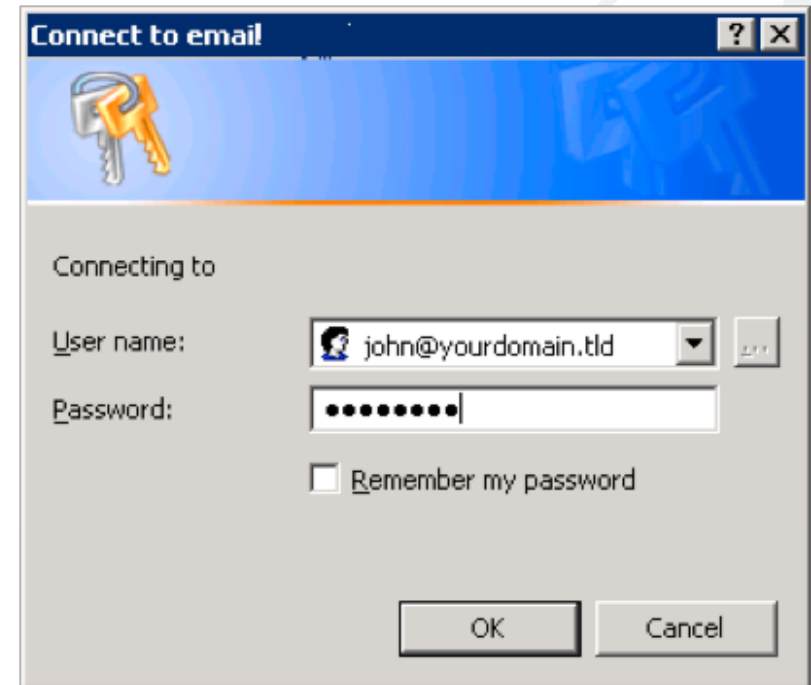 Connect to email
Connecting to
User name: john@yourdomain.tld ...
Password: ••••••••
Remember my password
OK Cancel